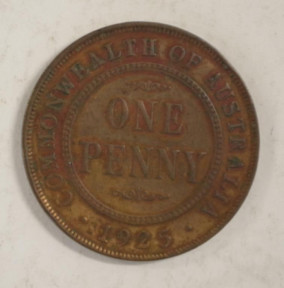 COMMONWEALTH OF AUSTRALIA
ONE
PENNY
1925